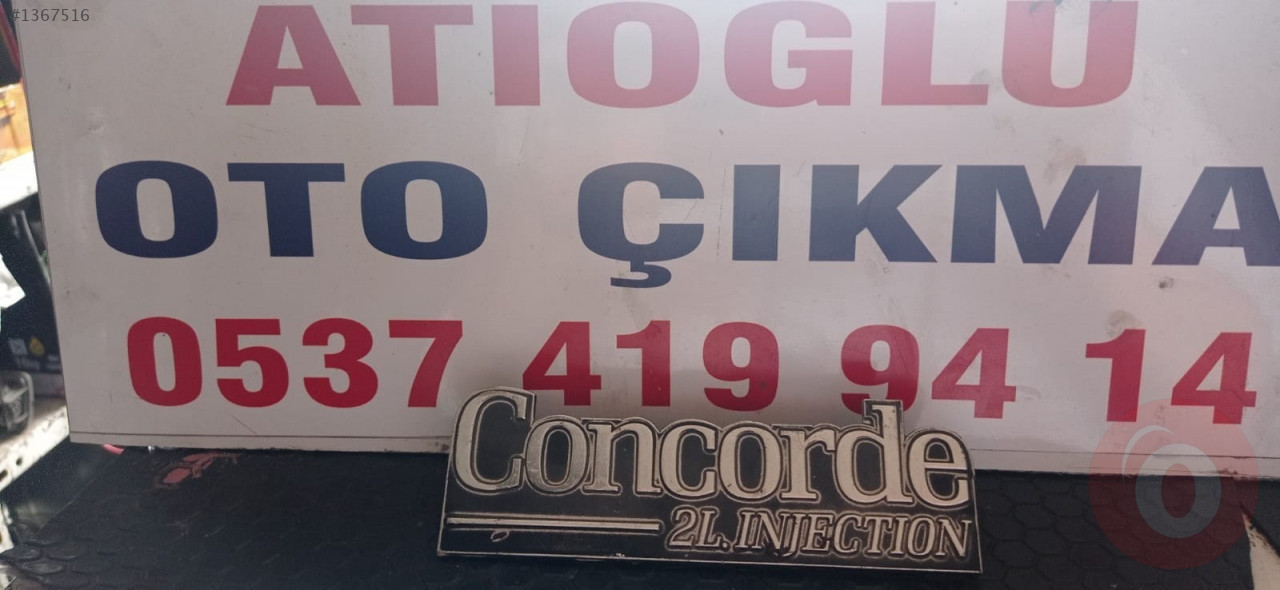 #1367516
ATIOGLU
OTO ÇIKMA
0537 419 94 14
Concorde
2L. INJECTION